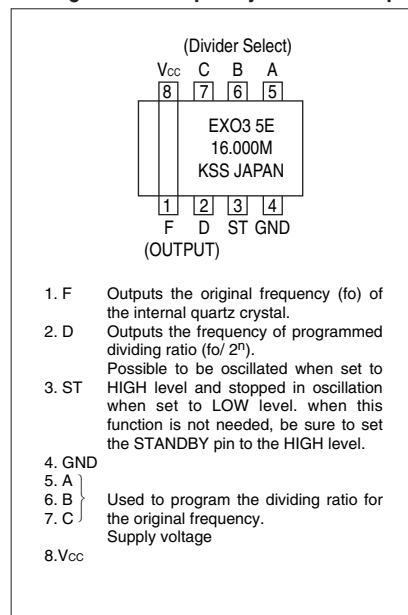 (Divider Select)
Vcc C B A
8 7 6 5
EXO3 5E
16.000M
KSS JAPAN
1 2 3 4
F D ST GND
(OUTPUT)
1. F Outputs the original frequency (fo) of
the internal quartz crystal.
2. D Outputs the frequency of programmed
dividing ratio (fo/ 2ⁿ).
Possible to be oscillated when set to
3. ST HIGH level and stopped in oscillation
when set to LOW level. when this
function is not needed, be sure to set
the STANDBY pin to the HIGH level.
4. GND
5. A
6. B Used to program the dividing ratio for
7. C the original frequency.
Supply voltage
8.Vcc